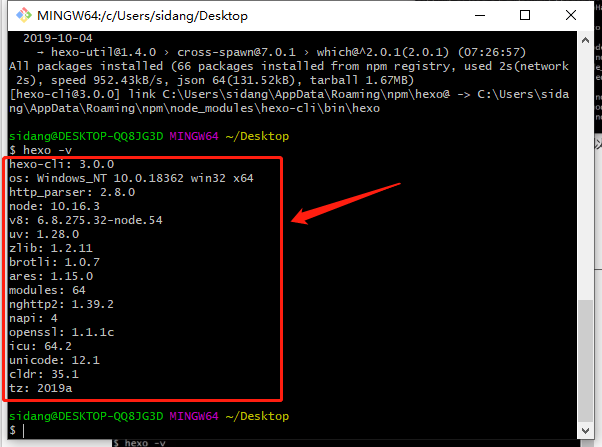 MINGW64:/c/Users/sidang/Desktop
2019-10-04
→ hexo-util@1.4.0 › cross-spawn@7.0.1 › which@^2.0.1(2.0.1) (07:26:57)
All packages installed (66 packages installed from npm registry, used 2s(network
2s), speed 952.43kB/s, json 64(131.52kB), tarball 1.67MB)
[hexo-cli@3.0.0] link C:\Users\sidang\AppData\Roaming\npm\hexo@ -> C:\Users\sida
ng\AppData\Roaming\npm\node_modules\hexo-cli\bin\hexo
sidang@DESKTOP-QQ8JG3D MINGW64 ~/Desktop
$ hexo -v
hexo-cli: 3.0.0
os: Windows_NT 10.0.18362 win32 x64
http_parser: 2.8.0
node: 10.16.3
v8: 6.8.275.32-node.54
uv: 1.28.0
zlib: 1.2.11
brotli: 1.0.7
ares: 1.15.0
modules: 64
nghttp2: 1.39.2
napi: 4
openssl: 1.1.1c
icu: 64.2
unicode: 12.1
cldr: 35.1
tz: 2019a
sidang@DESKTOP-QQ8JG3D MINGW64 ~/Desktop
$
$ hexo -v